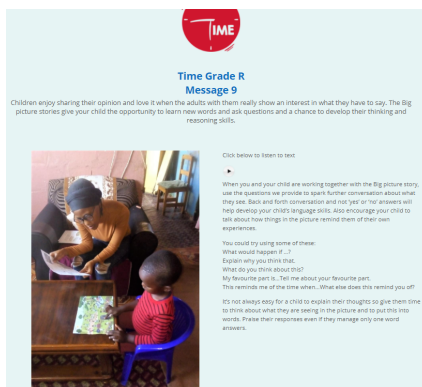 TIME
Time Grade R
Message 9
Children enjoy sharing their opinion and love it when the adults with them really show an interest in what they have to say. The Big
picture stories give your child the opportunity to learn new words and ask questions and a chance to develop their thinking and
reasoning skills.
Click below to listen to text
When you and your child are working together with the Big picture story,
use the questions we provide to spark further conversation about what
they see. Back and forth conversation and not 'yes' or 'no' answers will
help develop your child's language skills. Also encourage your child to
talk about how things in the picture remind them of their own
experiences.
You could try using some of these:
What would happen if ...?
Explain why you think that.
What do you think about this?
My favourite part is...Tell me about your favourite part.
This reminds me of the time when...What else does this remind you of?
It's not always easy for a child to explain their thoughts so give them time
to think about what they are seeing in the picture and to put this into
words. Praise their responses even if they manage only one word
answers.